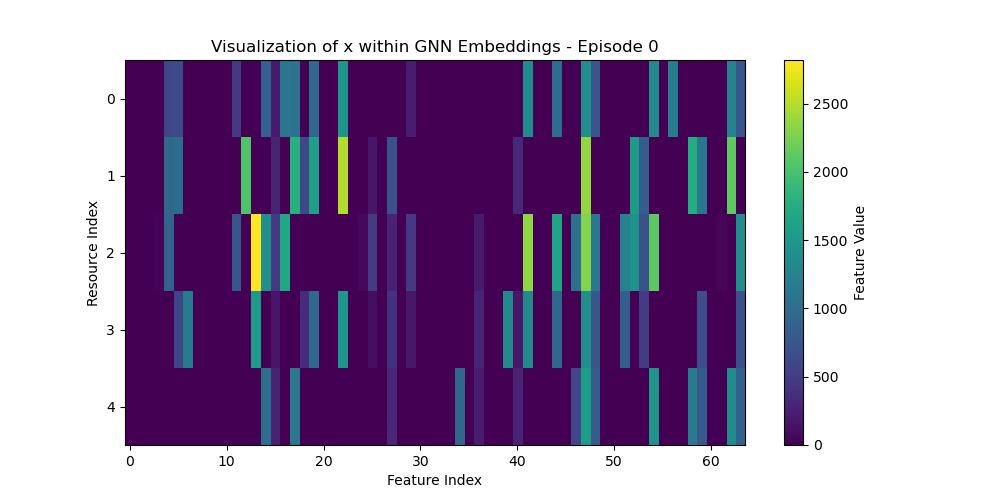 Visualization of x within GNN Embeddings - Episode 0
0
1
2
3
4
Resource Index
0 10 20 30 40 50 60
Feature Index
2500
2000
1500
1000
500
0
Feature Value